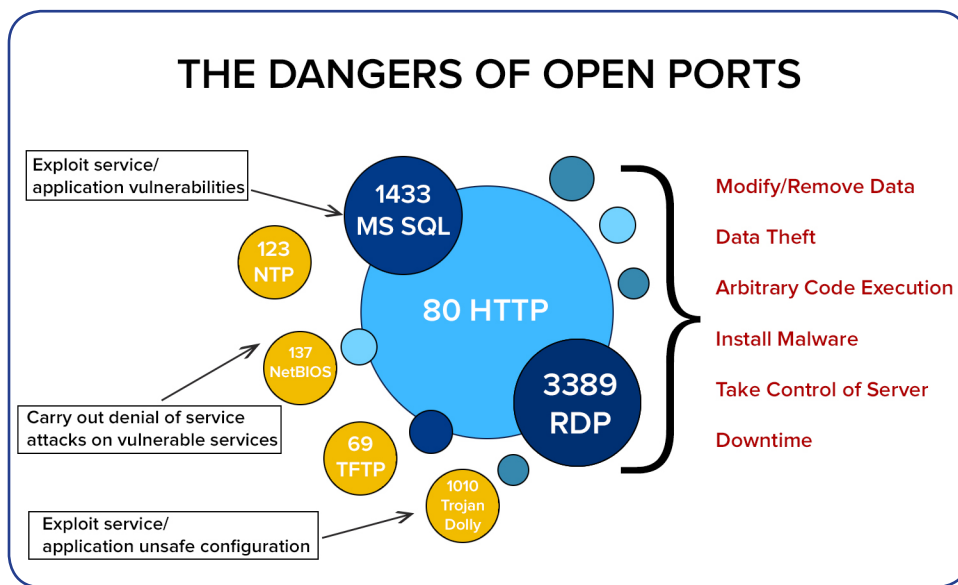 THE DANGERS OF OPEN PORTS
Exploit service/
application vulnerabilities
1433
MS SQL
123
NTP
80 HTTP
137
NetBIOS
3389
RDP
Carry out denial of service
attacks on vulnerable services
69
TFTP
1010
Trojan
Dolly
Exploit service/
application unsafe configuration
Modify/Remove Data
Data Theft
Arbitrary Code Execution
Install Malware
Take Control of Server
Downtime